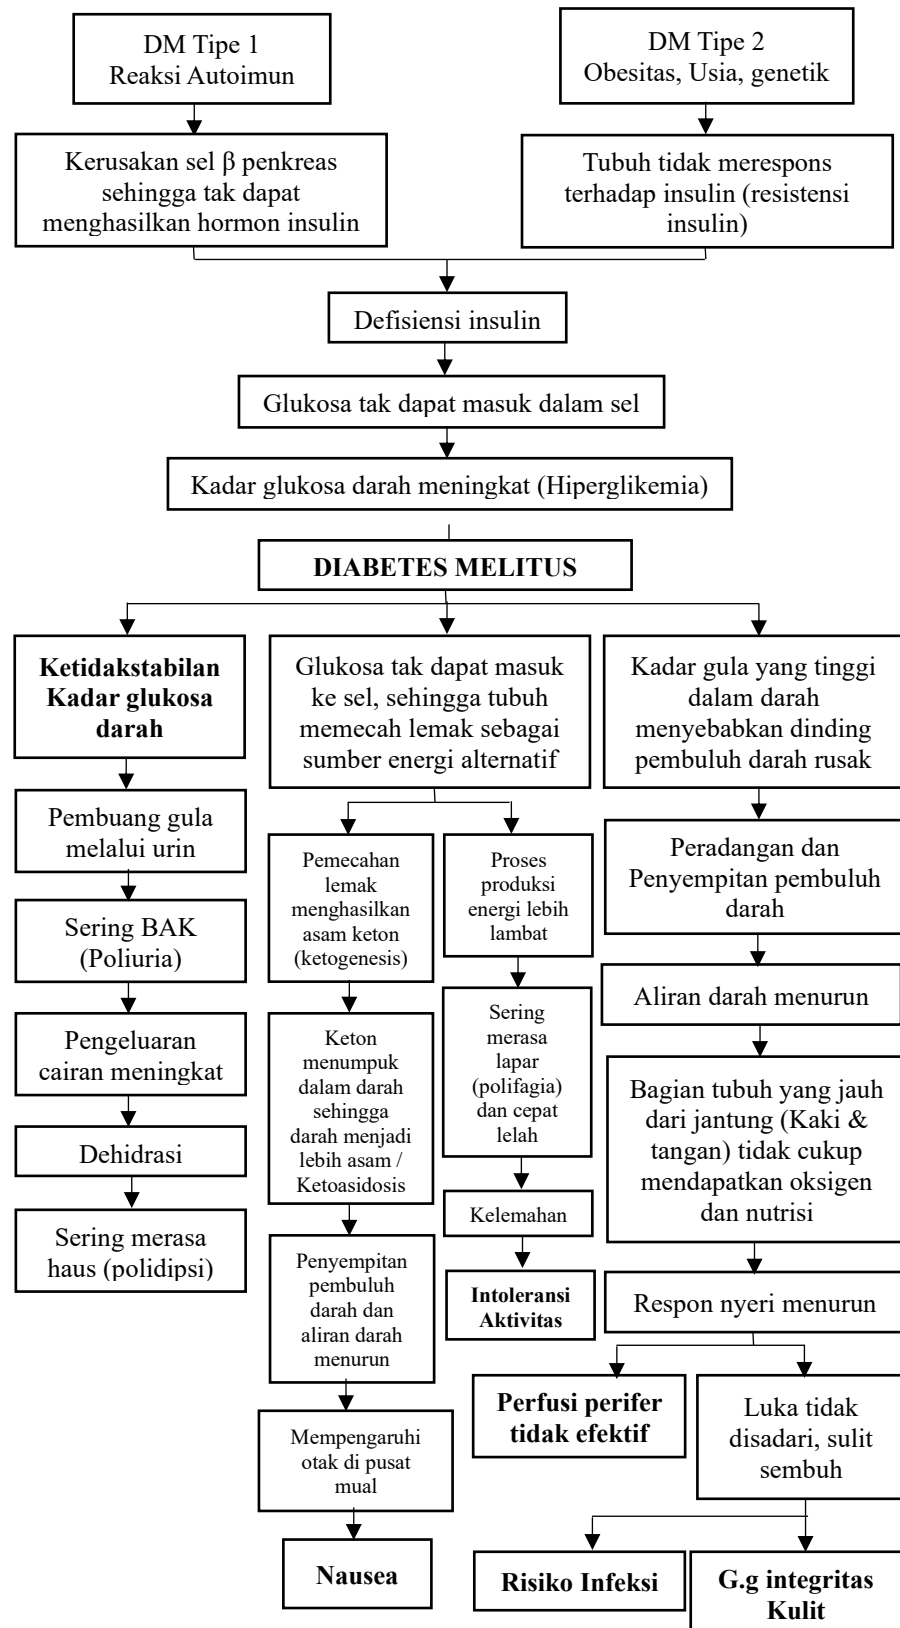 DM Tipe 1
Reaksi Autoimun
DM Tipe 2
Obesitas, Usia, genetik
Kerusakan sel β penkreas
sehingga tak dapat
menghasilkan hormon insulin
Tubuh tidak merespons
terhadap insulin (resistensi
insulin)
Defisiensi insulin
Glukosa tak dapat masuk dalam sel
Kadar glukosa darah meningkat (Hiperglikemia)
DIABETES MELITUS
Ketidakstabilan
Kadar glukosa
darah
Pembuang gula
melalui urin
Sering BAK
(Poliuria)
Pengeluaran
cairan meningkat
Dehidrasi
Sering merasa
haus (polidipsi)
Glukosa tak dapat masuk
ke sel, sehingga tubuh
memecah lemak sebagai
sumber energi alternatif
Pemecahan
lemak
menghasilkan
asam keton
(ketogenesis)
Keton
menumpuk
dalam darah
sehingga
darah menjadi
lebih asam /
Ketoasidosis
Penyempitan
pembuluh
darah dan
aliran darah
menurun
Mempengaruhi
otak di pusat
mual
Nausea
Proses
produksi
energi lebih
lambat
Sering
merasa
lapar
(polifagia)
dan cepat
lelah
Kelemahan
Intoleransi
Aktivitas
Kadar gula yang tinggi
dalam darah
menyebabkan dinding
pembuluh darah rusak
Peradangan dan
Penyempitan pembuluh
darah
Aliran darah menurun
Bagian tubuh yang jauh
dari jantung (Kaki &
tangan) tidak cukup
mendapatkan oksigen
dan nutrisi
Respon nyeri menurun
Perfusi perifer
tidak efektif
Luka tidak
disadari, sulit
sembuh
Risiko Infeksi
G.g integritas
Kulit